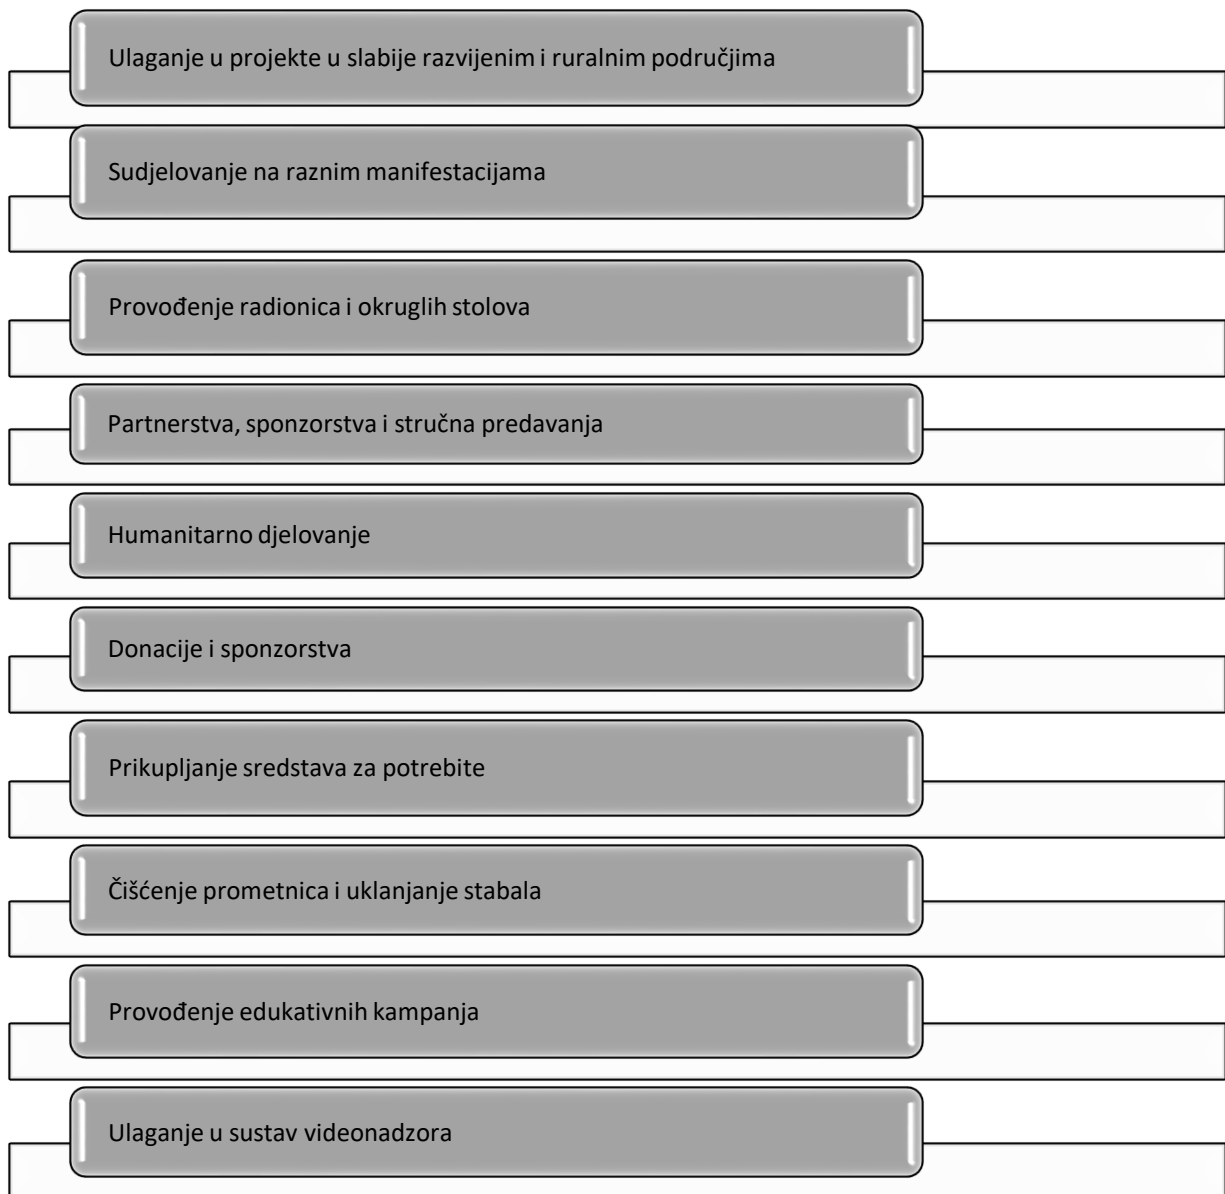 Ulaganje u projekte u slabije razvijenim i ruralnim područjima
Sudjelovanje na raznim manifestacijama
Provođenje radionica i okruglih stolova
Partnerstva, sponzorstva i stručna predavanja
Humanitarno djelovanje
Donacije i sponzorstva
Prikupljanje sredstava za potrebite
Čišćenje prometnica i uklanjanje stabala
Provođenje edukativnih kampanja
Ulaganje u sustav videonadzora